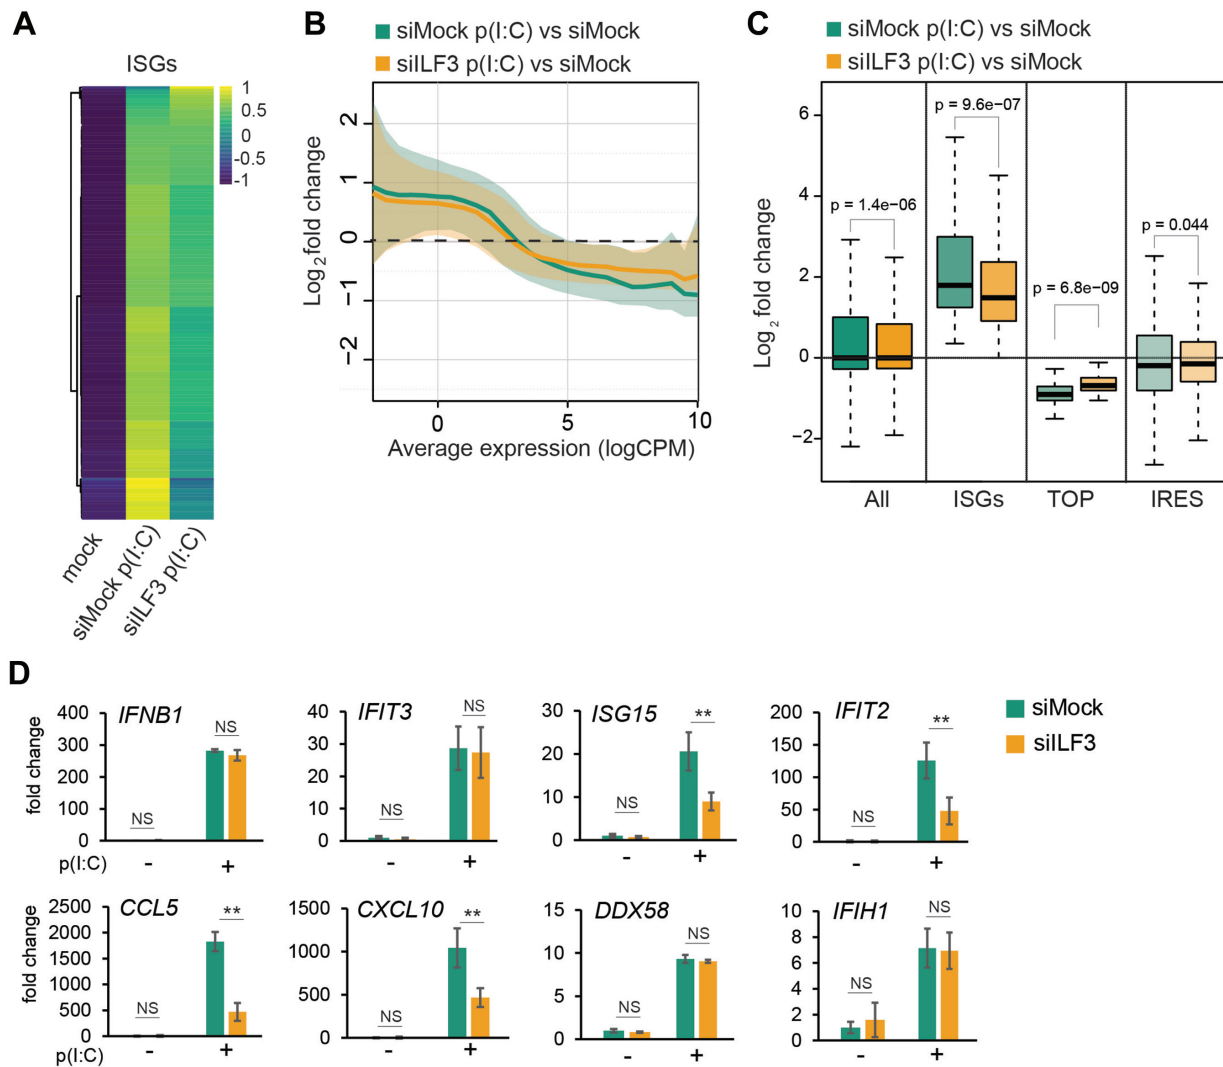 A
ISGs
1
0.5
0
-0.5
-1
mock
siMock p(I:C)
siILF3 p(I:C)
B
siMock p(I:C) vs siMock
siILF3 p(I:C) vs siMock
Log2 fold change
2
1
0
−1
−2
0
5
10
Average expression (logCPM)
C
siMock p(I:C) vs siMock
siILF3 p(I:C) vs siMock
Log2 fold change
6
4
2
0
−2
p = 1.4e−06
p = 9.6e−07
p = 6.8e−09
p = 0.044
All
ISGs
TOP
IRES
D
fold change
IFNB1
400
300
200
100
0
NS
NS
p(I:C)
-
+
IFIT3
40
30
20
10
0
NS
NS
-
+
ISG15
30
20
10
0
NS
**
-
+
IFIT2
200
150
100
50
0
NS
**
-
+
siMock
siILF3
fold change
CCL5
2500
2000
1500
1000
500
0
NS
**
p(I:C)
-
+
CXCL10
1500
1000
500
0
NS
**
-
+
DDX58
15
10
5
0
NS
NS
-
+
IFIH1
10
8
6
4
2
0
NS
NS
-
+